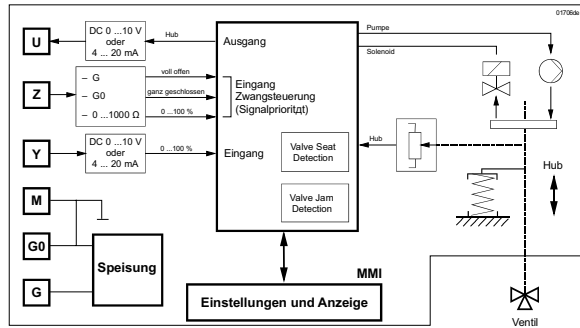 01706de
U
DC 0 ...10 V
oder
4 ... 20 mA
Hub
Ausgang
Pumpe
Solenoid
Z
– G
– G0
– 0...1000 Ω
voll offen
ganz geschlossen
0 ...100 %
Eingang
Zwangsteuerung
(Signalprioritдt)
Y
DC 0 ...10 V
oder
4 ... 20 mA
0 ...100 %
Eingang
Valve Seat
Detection
Valve Jam
Detection
Hub
Hub
M
G0
G
Speisung
MMI
Einstellungen und Anzeige
Ventil